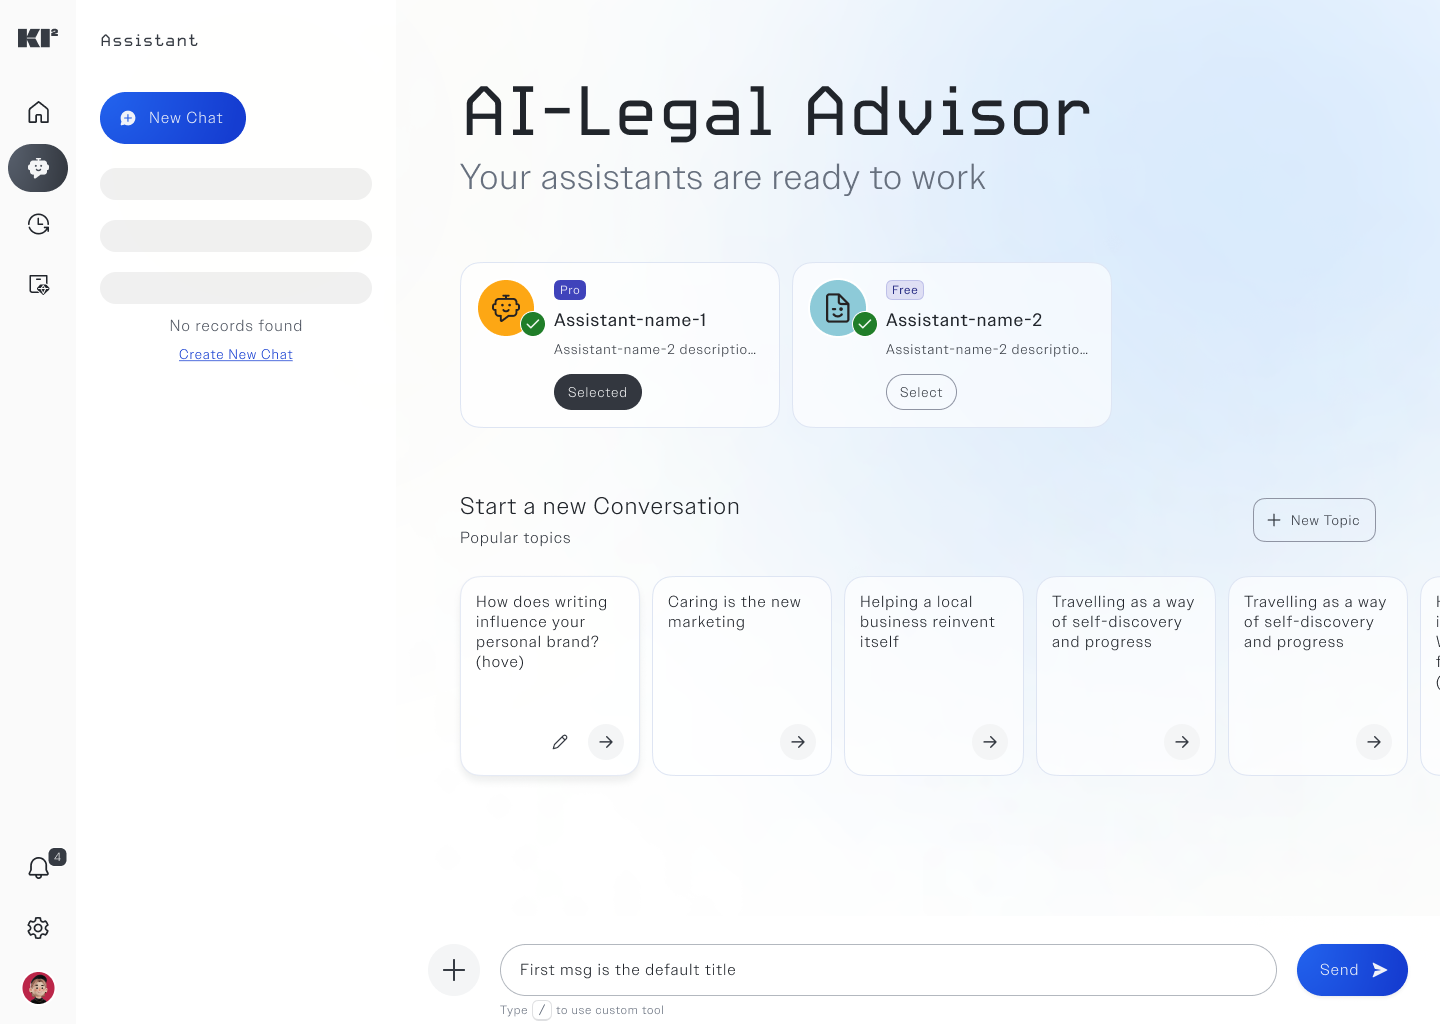 KI²
Assistant
New Chat
No records found
Create New Chat
4
AI-Legal Advisor
Your assistants are ready to work
Pro
Assistant-name-1
Assistant-name-2 descriptio...
Selected
Free
Assistant-name-2
Assistant-name-2 descriptio...
Select
Start a new Conversation
Popular topics
New Topic
How does writing
influence your
personal brand?
(hove)
Caring is the new
marketing
Helping a local
business reinvent
itself
Travelling as a way
of self-discovery
and progress
Travelling as a way
of self-discovery
and progress
First msg is the default title
Send
Type / to use custom tool